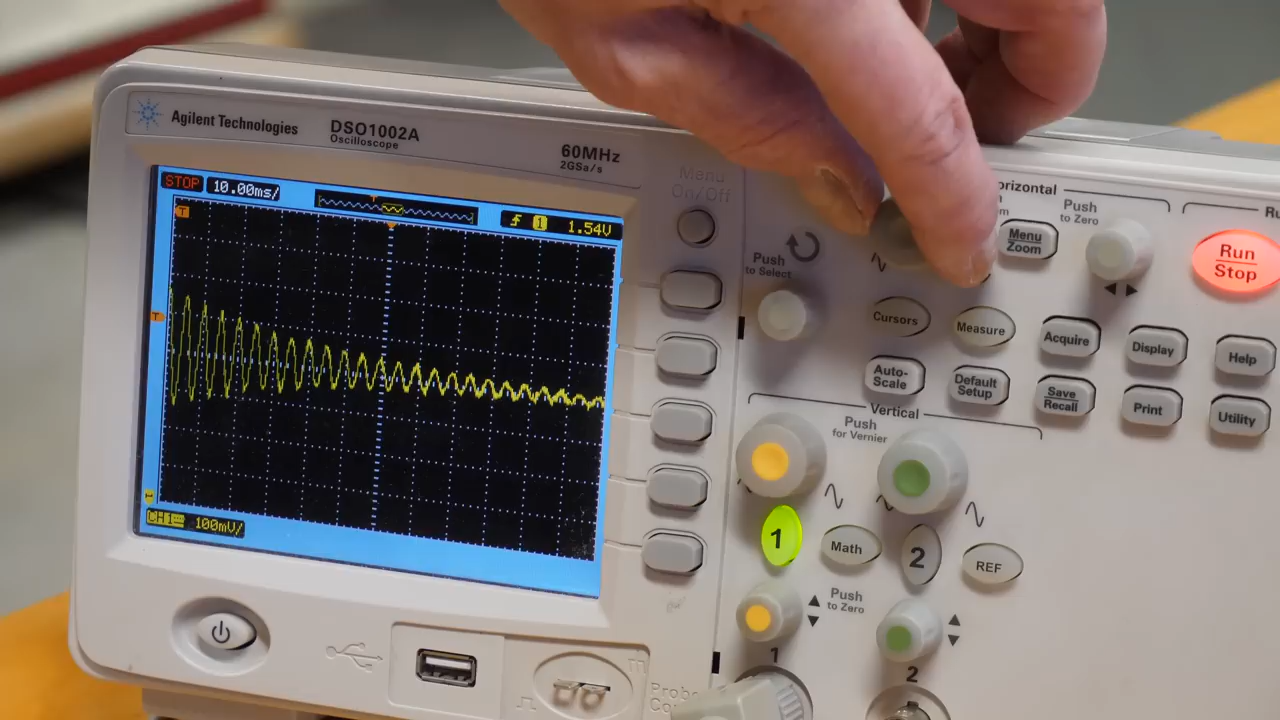 Agilent Technologies
DSO1002A
Oscilloscope
60MHz
2GSa/s
STOP
10.00ms/
T
1
1.54V
T
100mV/
Menu
On/Off
Push
to Select
Horizontal
Menu
Zoom
Push
to Zero
Run
Stop
Cursors
Measure
Acquire
Display
Help
Auto-
Scale
Default
Setup
Save
Recall
Print
Utility
Vertical
Push
for Vernier
1
Math
2
REF
Push
to Zero
1
2